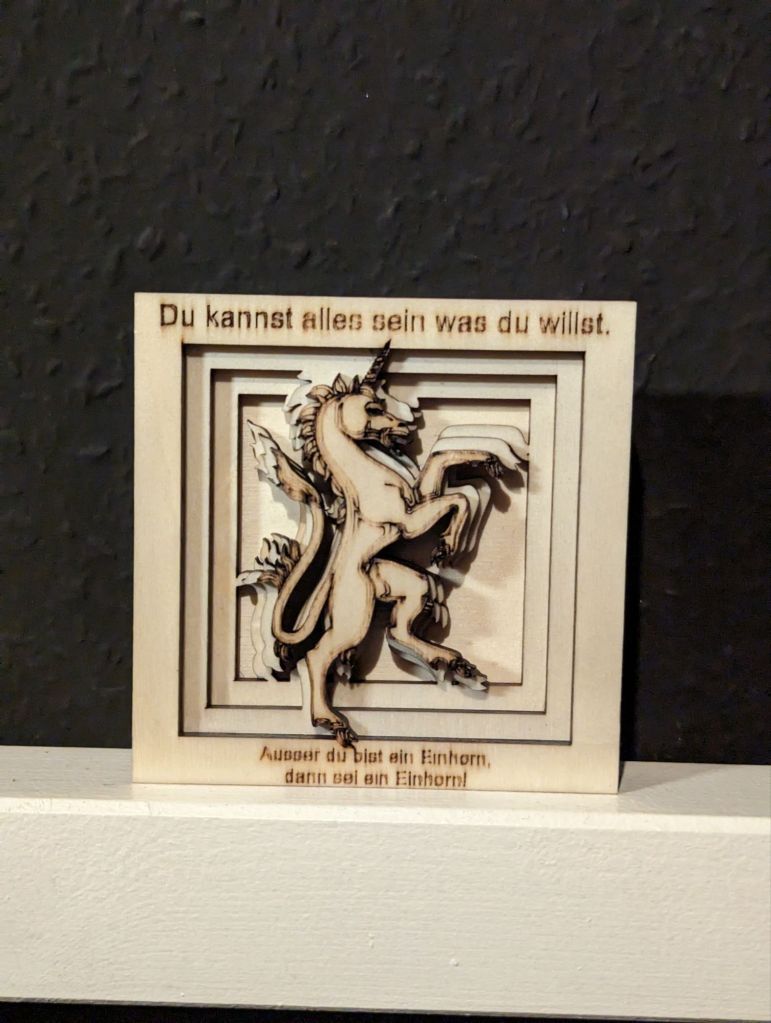 Du kannst alles sein was du willst.
Ausser du bist ein Einhorn,
dann sei ein Einhorn!